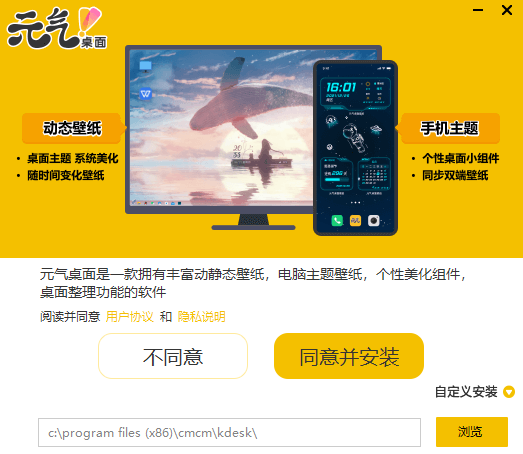 元气!
桌面
动态壁纸
桌面主题 系统美化
随时间变化壁纸
16:01
手机主题
个性桌面小组件
同步双端壁纸
元气桌面是一款拥有丰富动静态壁纸，电脑主题壁纸，个性美化组件，
桌面整理功能的软件
阅读并同意 用户协议 和 隐私说明
不同意
同意并安装
自定义安装
c:\program files (x86)\cmcm\kdesk\
浏览